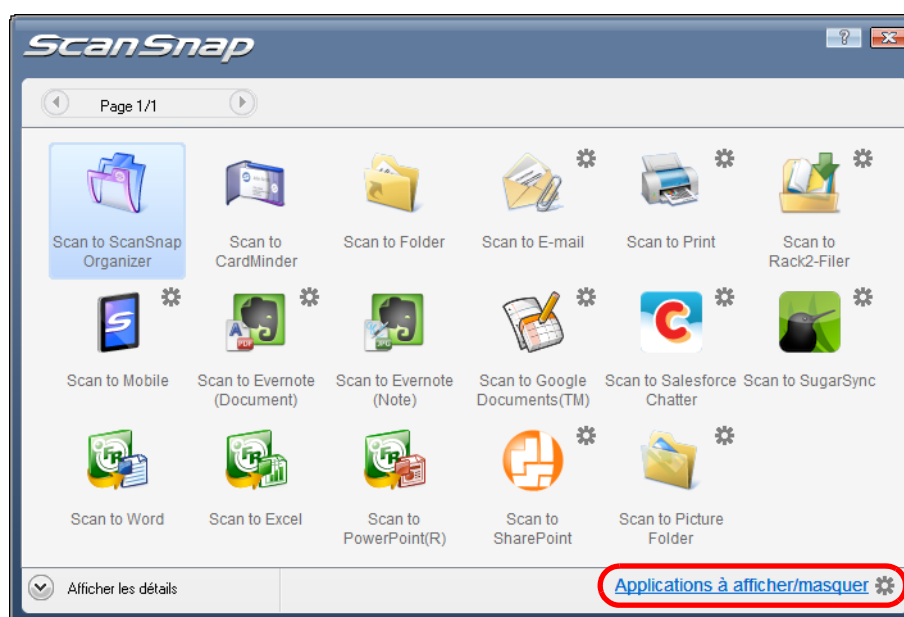 ScanSnap
?
Page 1/1
Scan to ScanSnap
Organizer
Scan to
CardMinder
Scan to Folder
Scan to E-mail
Scan to Print
Scan to
Rack2-Filer
Scan to Mobile
Scan to Evernote
(Document)
Scan to Evernote
(Note)
Scan to Google
Documents(TM)
Scan to Salesforce
Chatter
Scan to SugarSync
Scan to Word
Scan to Excel
Scan to
PowerPoint(R)
Scan to
SharePoint
Scan to Picture
Folder
Afficher les détails
Applications à afficher/masquer